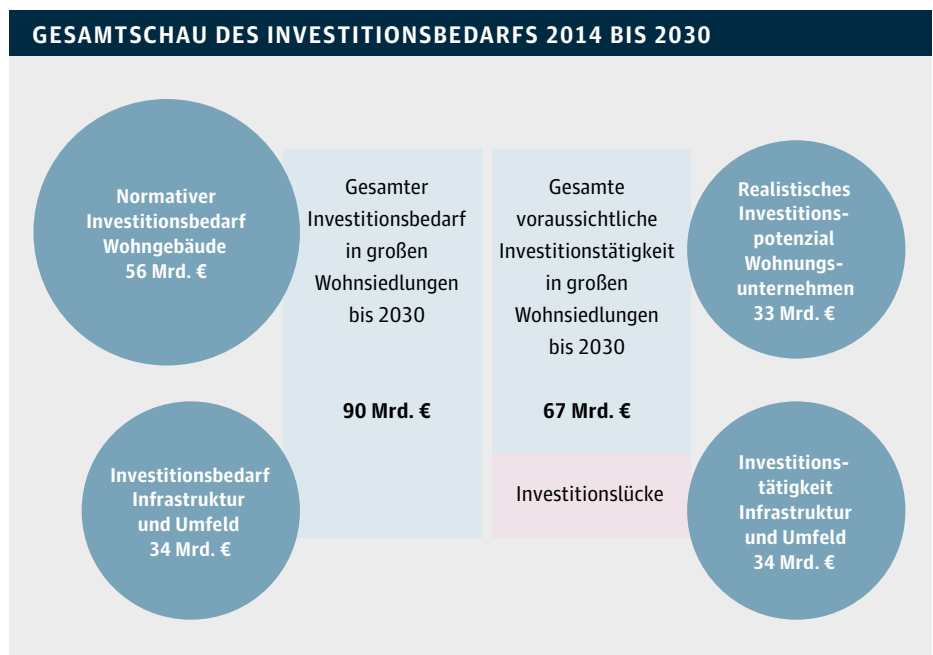 GESAMTSCHAU DES INVESTITIONSBEDARFS 2014 BIS 2030
Normativer
Investitionsbedarf
Wohngebäude
56 Mrd. €
Investitionsbedarf
Infrastruktur
und Umfeld
34 Mrd. €
Gesamter
Investitionsbedarf
in großen
Wohnsiedlungen
bis 2030
90 Mrd. €
Gesamte
voraussichtliche
Investitionstätigkeit
in großen
Wohnsiedlungen
bis 2030
67 Mrd. €
Investitionslücke
Realistisches
Investitions-
potenzial
Wohnungs-
unternehmen
33 Mrd. €
Investitions-
tätigkeit
Infrastruktur
und Umfeld
34 Mrd. €